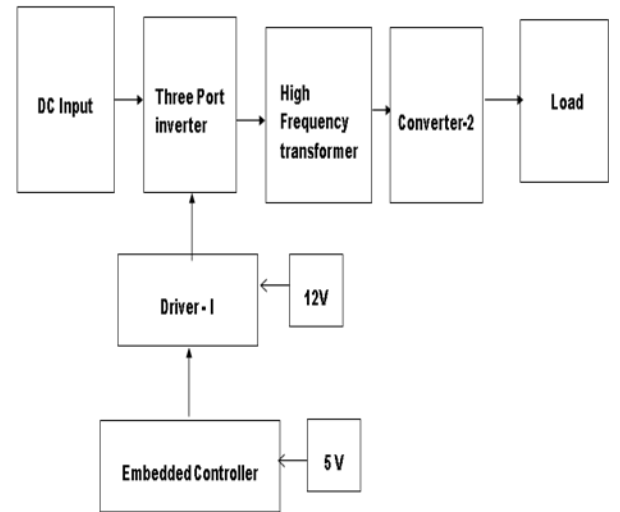 DC Input
Three Port
inverter
High
Frequency
transformer
Converter-2
Load
Driver - I
12V
Embedded Controller
5 V